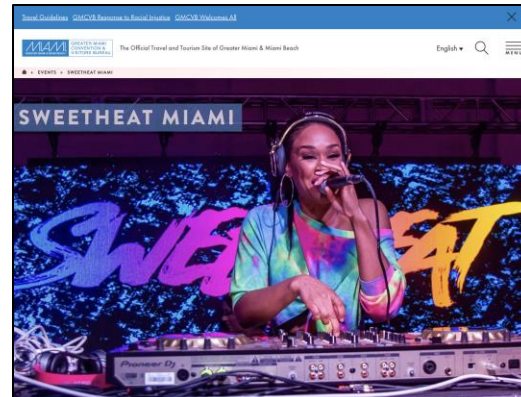 Travel Guidelines GMCVB Response to Racial Injustice GMCVB Welcomes All
MIAMI GREATER MIAMI CONVENTION & VISITORS BUREAU The Official Travel and Tourism Site of Greater Miami & Miami Beach English
MENU
EVENTS SWEETHEAT MIAMI
SWEETHEAT MIAMI
SWEETHEAT
Pioneer Dj